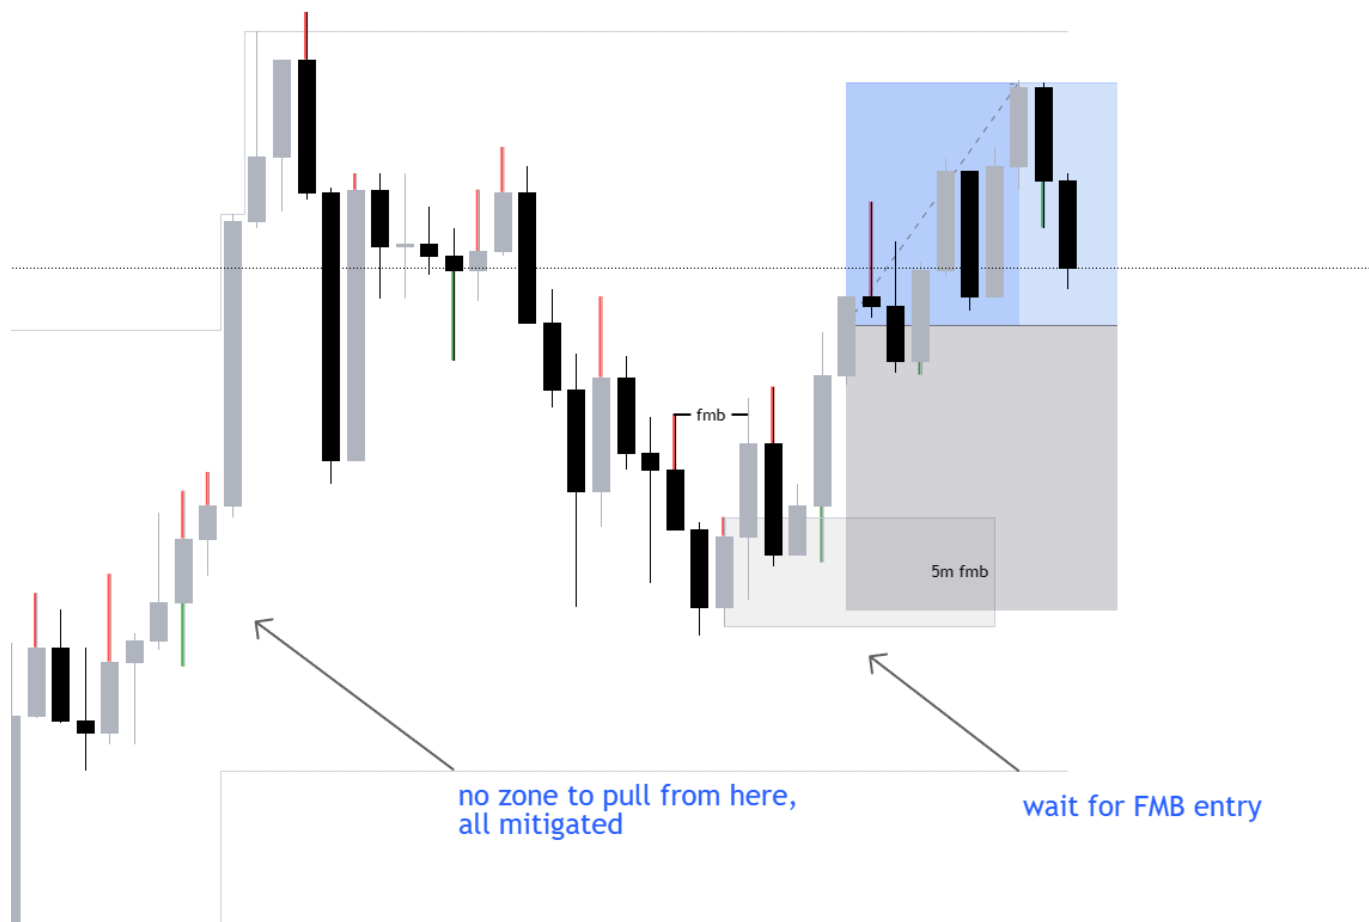 fmb
5m fmb
no zone to pull from here,
all mitigated
wait for FMB entry